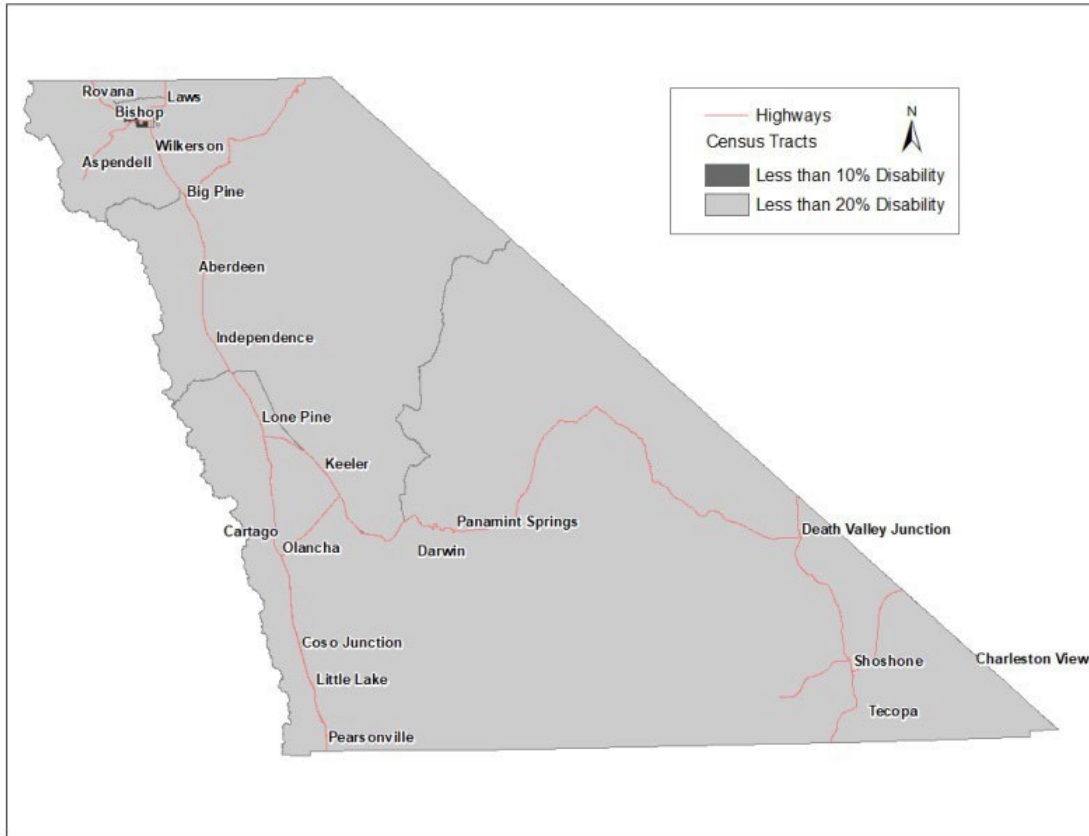 Rovana
Laws
Bishop
Wilkerson
Aspendell
Big Pine
Aberdeen
Independence
Lone Pine
Keeler
Cartago
Olancha
Darwin
Panamint Springs
Death Valley Junction
Coso Junction
Little Lake
Pearsonville
Shoshone
Charleston View
Tecopa
Highways
N
Census Tracts
Less than 10% Disability
Less than 20% Disability